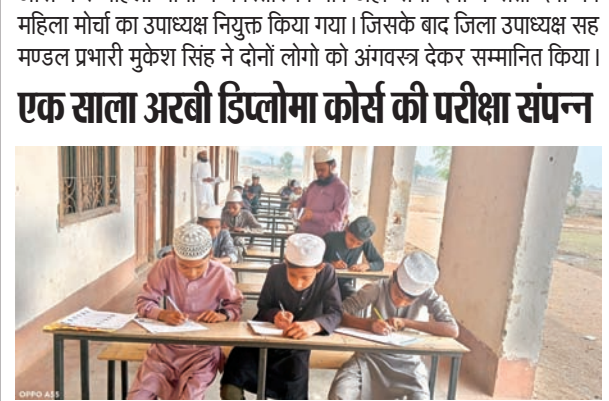 महिला मोर्चा का उपाध्यक्ष नियुक्त किया गया। जिसके बाद जिला उपाध्यक्ष सह
मण्डल प्रभारी मुकेश सिंह ने दोनों लोगो को अंगवस्त्र देकर सम्मानित किया।
एक साला अरबी डिप्लोमा कोर्स की परीक्षा संपन्न
OPPO A55